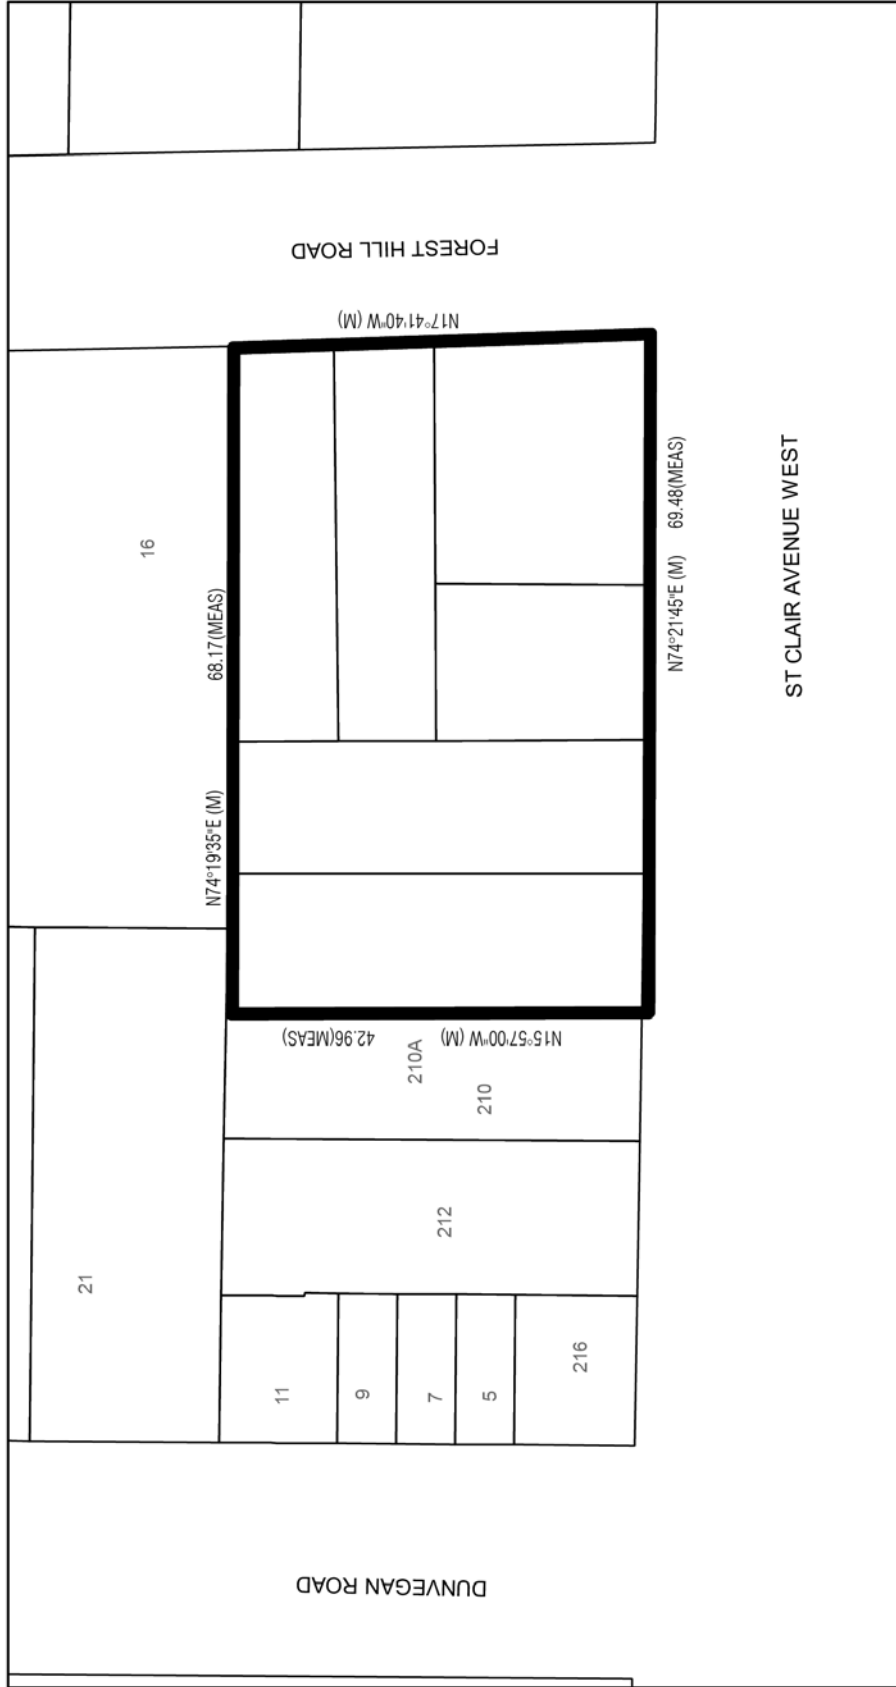 FOREST HILL ROAD
N17°41'40"W (M)
16
68.17(MEAS)
N74°19'35"E (M)
69.48(MEAS)
N74°21'45"E (M)
ST CLAIR AVENUE WEST
42.96(MEAS)
N15°57'00"W (M)
210A
210
212
21
11
9
7
5
216
DUNVEGAN ROAD